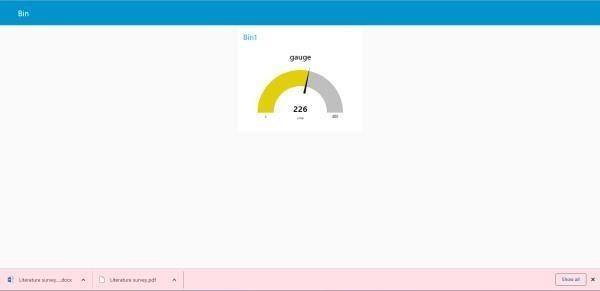 Bin
Bin1
gauge
226
Literature survey....docx
Literature survey.pdf
Show all